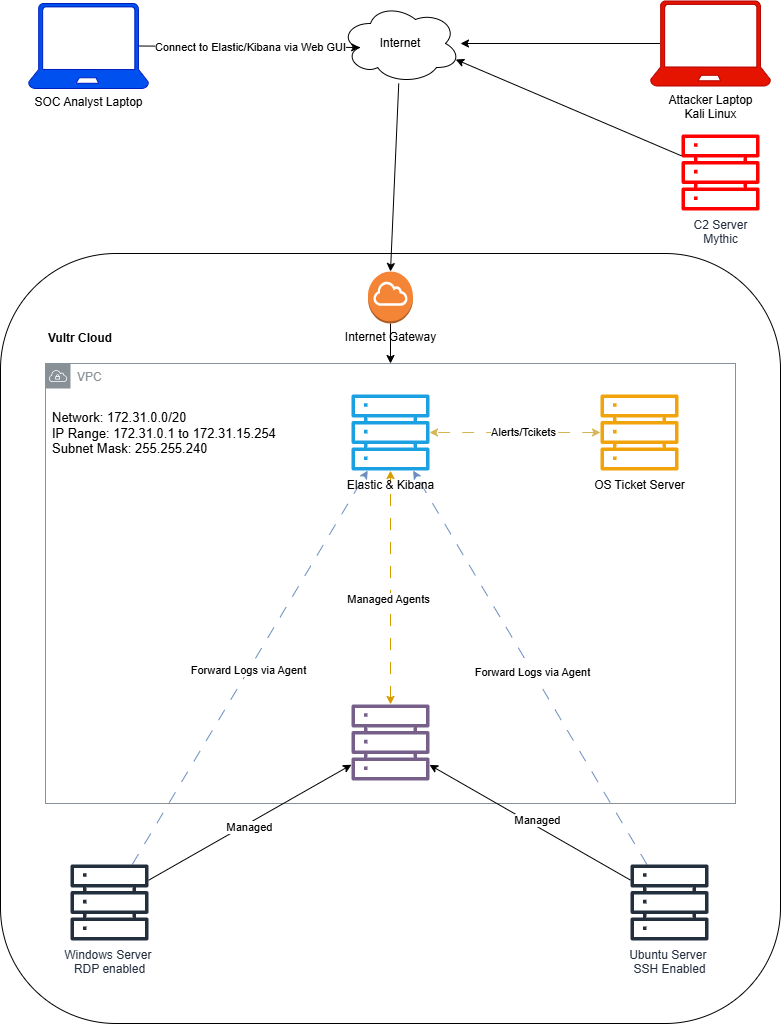 Connect to Elastic/Kibana via Web GUI
Internet
SOC Analyst Laptop
Attacker Laptop
Kali Linux
C2 Server
Mythic
Vultr Cloud
Internet Gateway
VPC
Network: 172.31.0.0/20
IP Range: 172.31.0.1 to 172.31.15.254
Subnet Mask: 255.255.240
Alerts/Tcikets
Elastic & Kibana
OS Ticket Server
Managed Agents
Forward Logs via Agent
Forward Logs via Agent
Managed
Managed
Windows Server
RDP enabled
Ubuntu Server
SSH Enabled